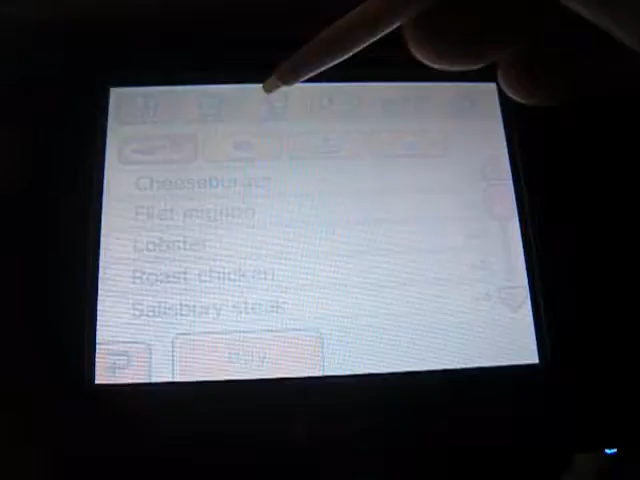 Cheeseburger
Filet mignon
Lobster
Roast chicken
Salisbury steak
Buy